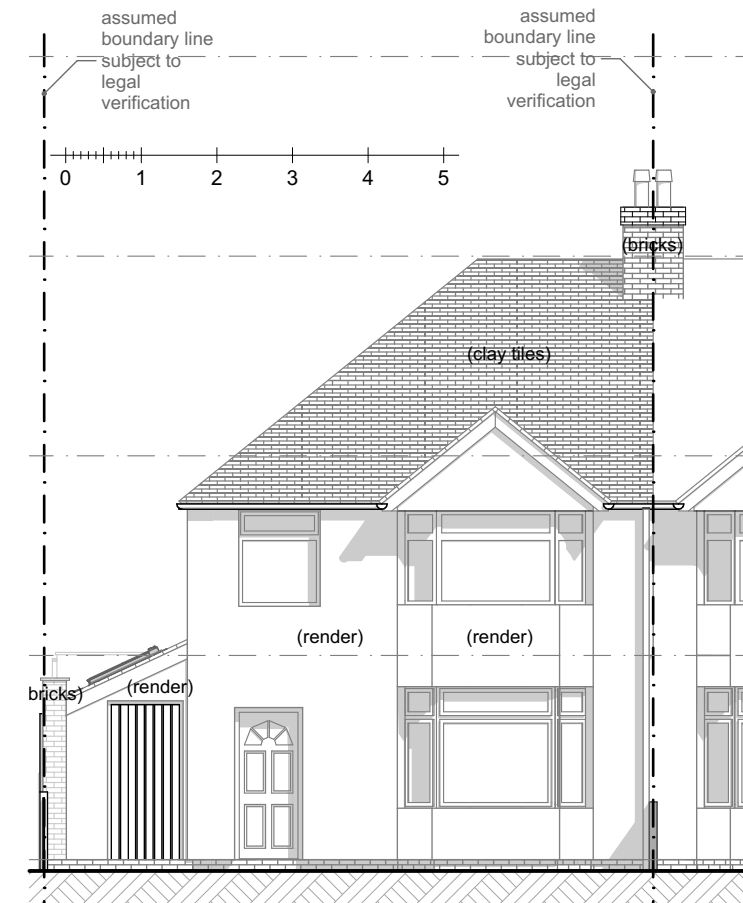 assumed
boundary line
subject to
legal
verification
assumed
boundary line
subject to
legal
verification
0 1 2 3 4 5
(bricks)
(clay tiles)
(render) (render)
bricks) (render)